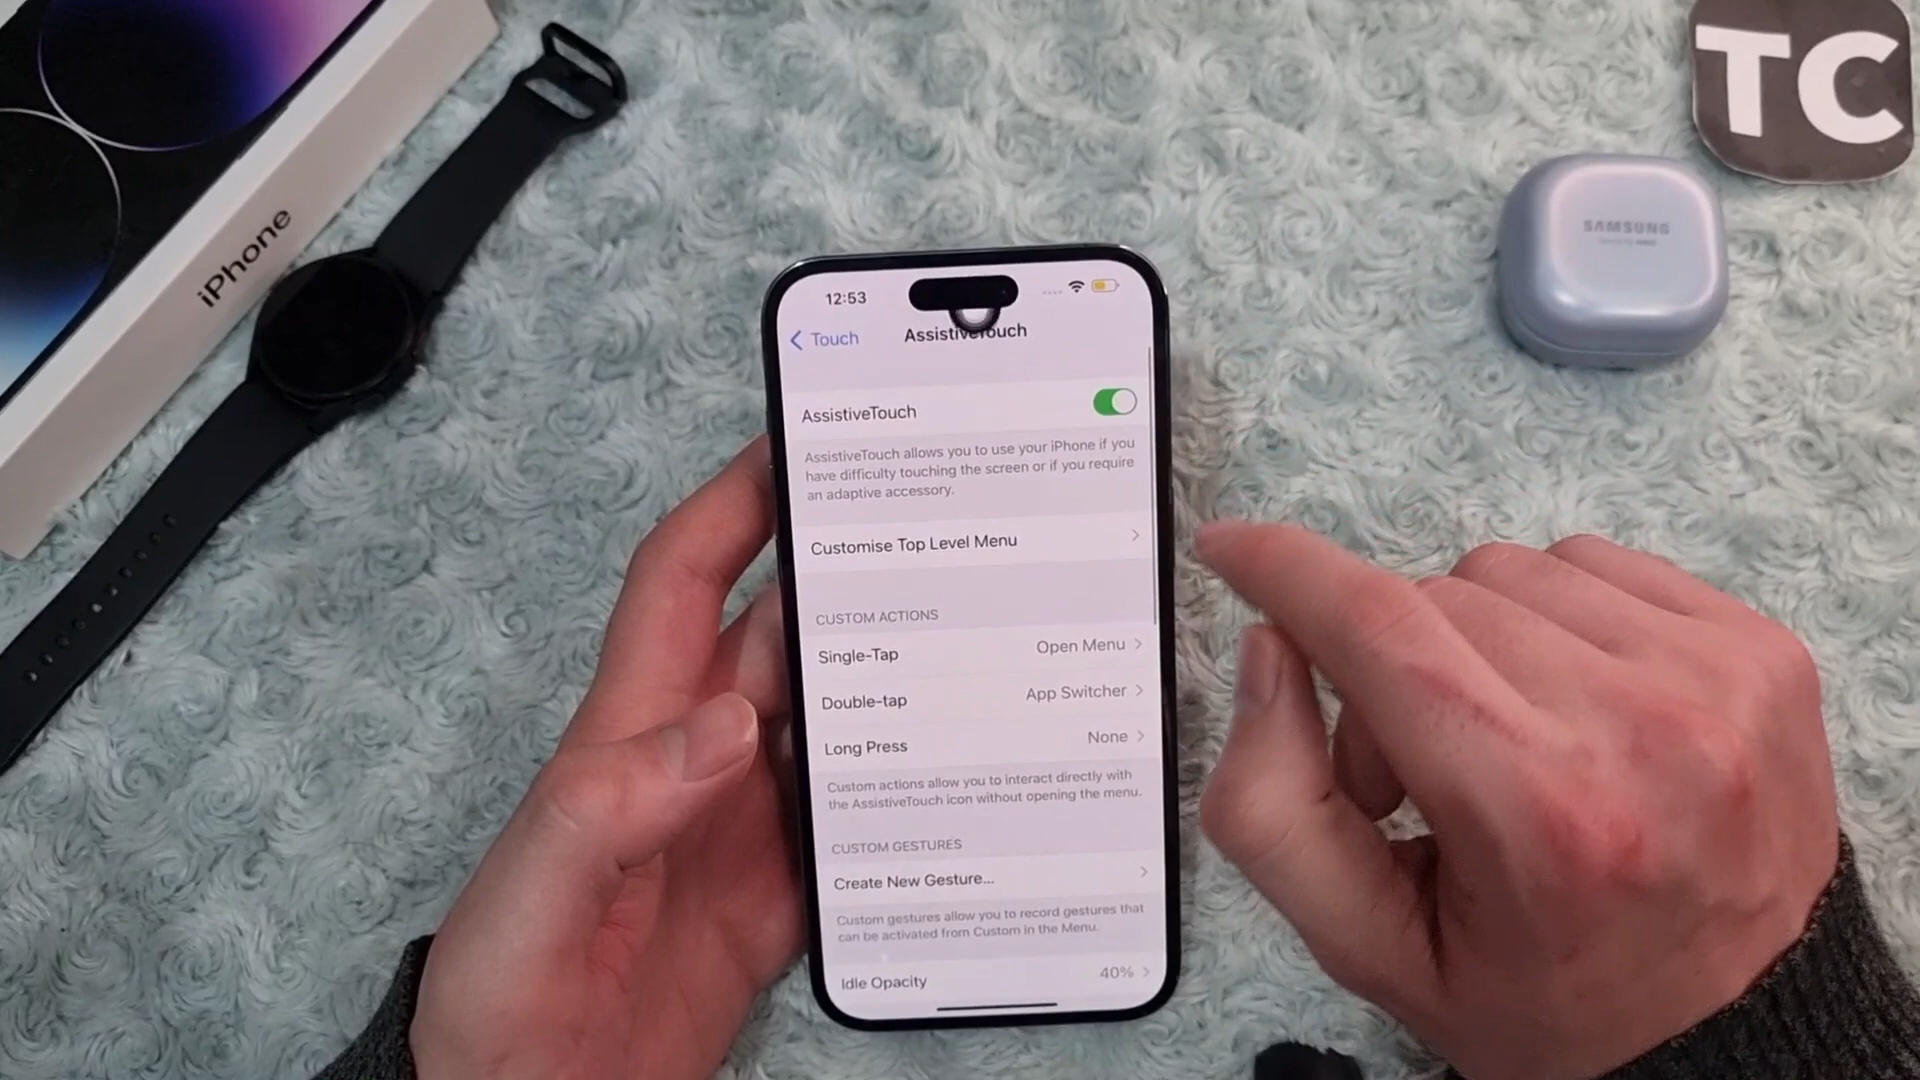 TC
SAMSUNG
iPhone
12:53
Touch
AssistiveTouch
AssistiveTouch
AssistiveTouch allows you to use your iPhone if you
have difficulty touching the screen or if you require
an adaptive accessory.
Customise Top Level Menu
CUSTOM ACTIONS
Single-Tap Open Menu
Double-tap App Switcher
Long Press None
Custom actions allow you to interact directly with
the AssistiveTouch icon without opening the menu.
CUSTOM GESTURES
Create New Gesture...
Custom gestures allow you to record gestures that
can be activated from Custom in the Menu.
Idle Opacity 40%